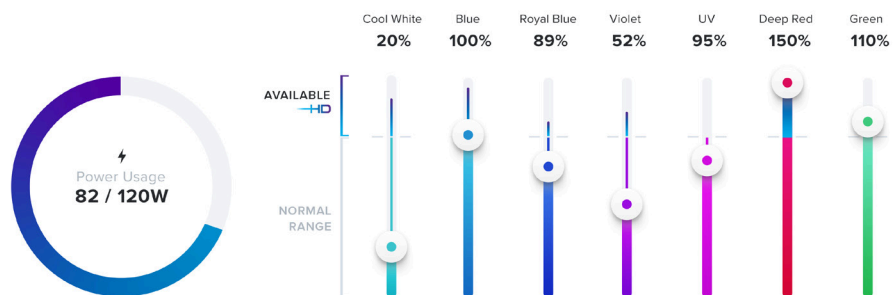 Cool White
20%
Blue
100%
Royal Blue
89%
Violet
52%
UV
95%
Deep Red
150%
Green
110%
AVAILABLE
HD
Power Usage
82 / 120W
NORMAL
RANGE